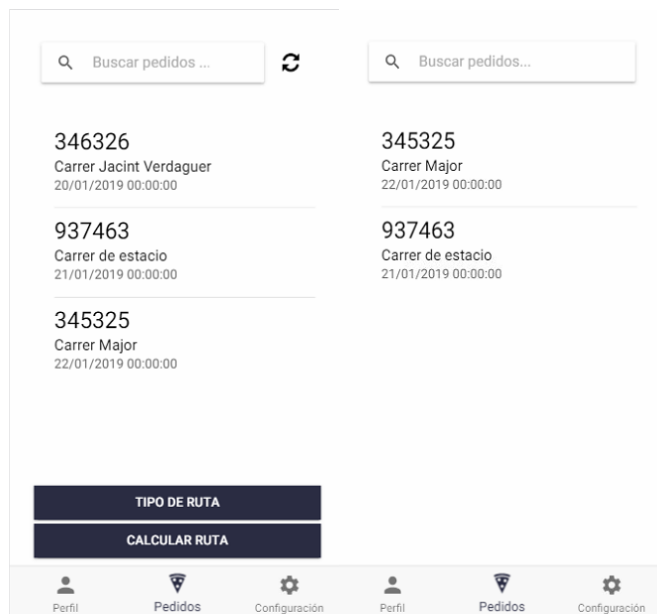 Buscar pedidos ...
346326
Carrer Jacint Verdaguer
20/01/2019 00:00:00
937463
Carrer de estacio
21/01/2019 00:00:00
345325
Carrer Major
22/01/2019 00:00:00
TIPO DE RUTA
CALCULAR RUTA
Perfil
Pedidos
Configuración
Buscar pedidos...
345325
Carrer Major
22/01/2019 00:00:00
937463
Carrer de estacio
21/01/2019 00:00:00
Perfil
Pedidos
Configuración